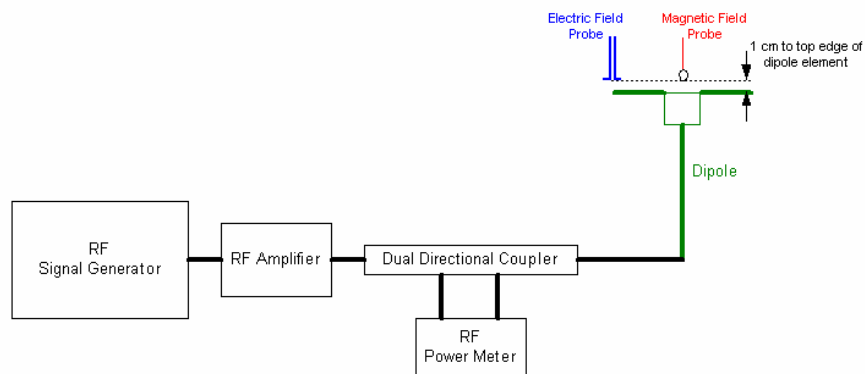 Electric Field
Probe
Magnetic Field
Probe
1 cm to top edge of
dipole element
Dipole
RF
Signal Generator
RF Amplifier
Dual Directional Coupler
RF
Power Meter